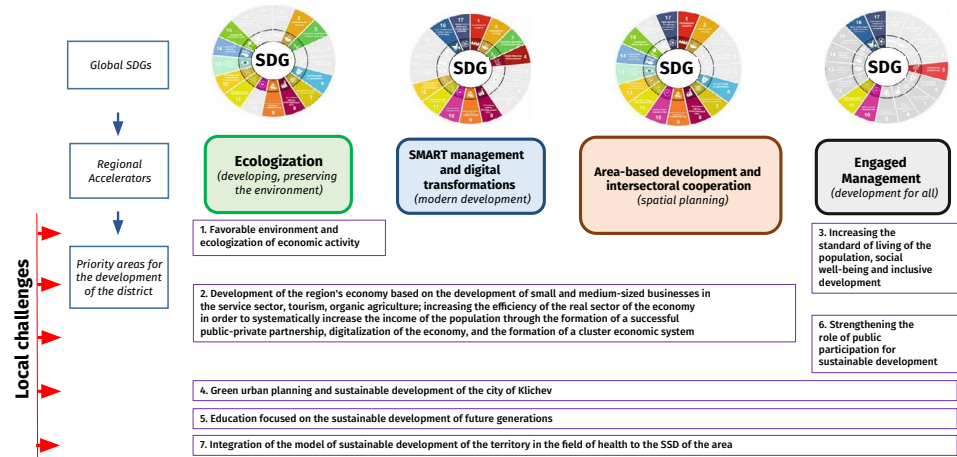 Global SDGs
SDG
SDG
SDG
SDG
Regional
Accelerators
Ecologization
(developing, preserving
the environment)
SMART management
and digital
transformations
(modern development)
Area-based development and
intersectoral cooperation
(spatial planning)
Engaged
Management
(development for all)
Local challenges
Priority areas for
the development
of the district
1. Favorable environment and
ecologization of economic activity
3. Increasing the
standard of living of the
population, social
well-being and inclusive
development
2. Development of the region's economy based on the development of small and medium-sized businesses in
the service sector, tourism, organic agriculture; increasing the efficiency of the real sector of the economy
in order to systematically increase the income of the population through the formation of a successful
public-private partnership, digitalization of the economy, and the formation of a cluster economic system
6. Strengthening the
role of public
participation for
sustainable development
4. Green urban planning and sustainable development of the city of Klichev
5. Education focused on the sustainable development of future generations
7. Integration of the model of sustainable development of the territory in the field of health to the SSD of the area